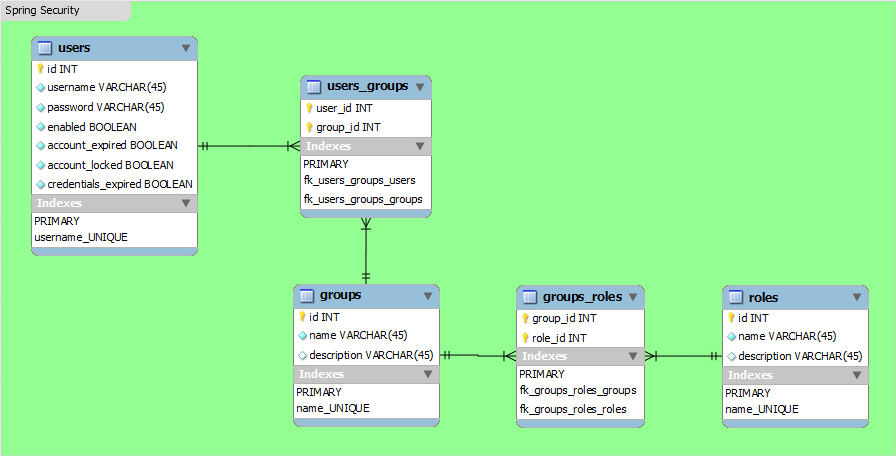 Spring Security
users
id INT
username VARCHAR(45)
password VARCHAR(45)
enabled BOOLEAN
account_expired BOOLEAN
account_locked BOOLEAN
credentials_expired BOOLEAN
Indexes
PRIMARY
username_UNIQUE
users_groups
user_id INT
group_id INT
Indexes
PRIMARY
fk_users_groups_users
fk_users_groups_groups
groups
id INT
name VARCHAR(45)
description VARCHAR(45)
Indexes
PRIMARY
name_UNIQUE
groups_roles
group_id INT
role_id INT
Indexes
PRIMARY
fk_groups_roles_groups
fk_groups_roles_roles
roles
id INT
name VARCHAR(45)
description VARCHAR(45)
Indexes
PRIMARY
name_UNIQUE